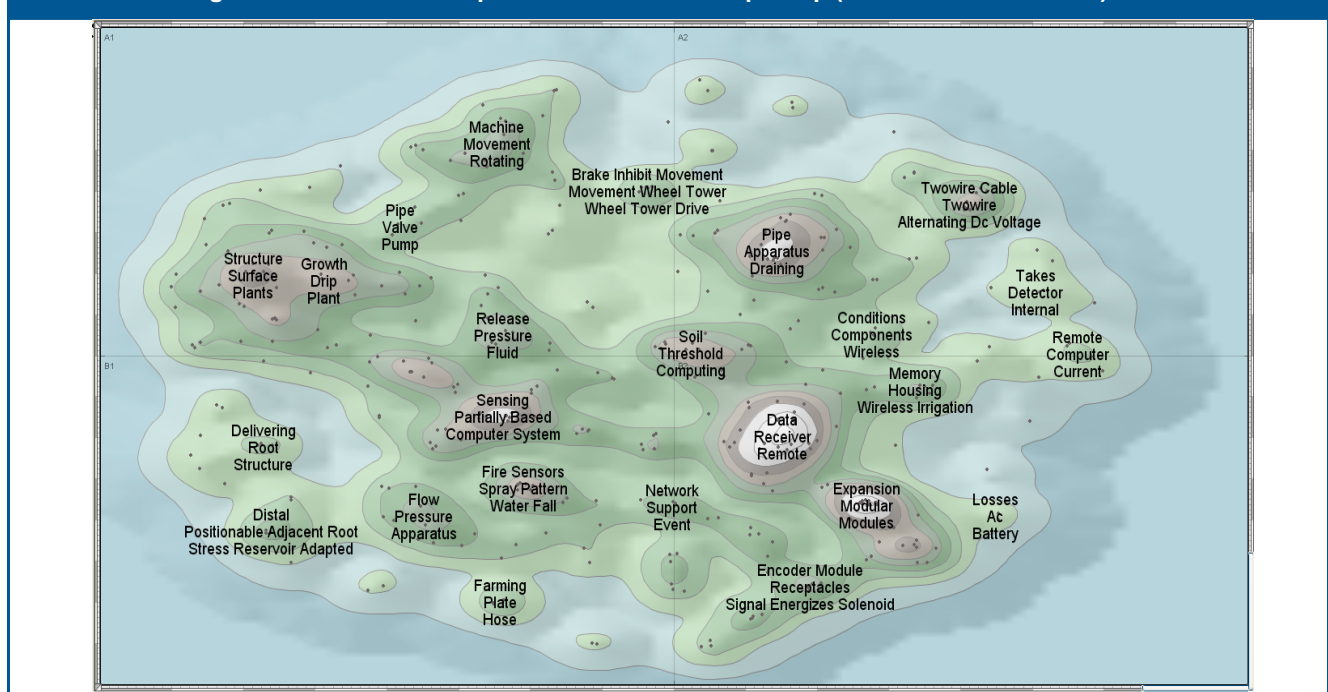 A1
A2
Machine
Movement
Rotating
Brake Inhibit Movement
Movement Wheel Tower
Wheel Tower Drive
Twowire Cable
Twowire
Alternating Dc Voltage
Pipe
Valve
Pump
Pipe
Apparatus
Draining
Structure
Surface
Plants
Growth
Drip
Plant
Takes
Detector
Internal
Release
Pressure
Fluid
Soil
Threshold
Computing
Conditions
Components
Wireless
Remote
Computer
Current
B1
Memory
Housing
Wireless Irrigation
Sensing
Partially Based
Computer System
Data
Receiver
Remote
Delivering
Root
Structure
Fire Sensors
Spray Pattern
Water Fall
Flow
Pressure
Apparatus
Network
Support
Event
Expansion
Modular
Modules
Losses
Ac
Battery
Distal
Positionable Adjacent Root
Stress Reservoir Adapted
Encoder Module
Receptacles
Signal Energizes Solenoid
Farming
Plate
Hose